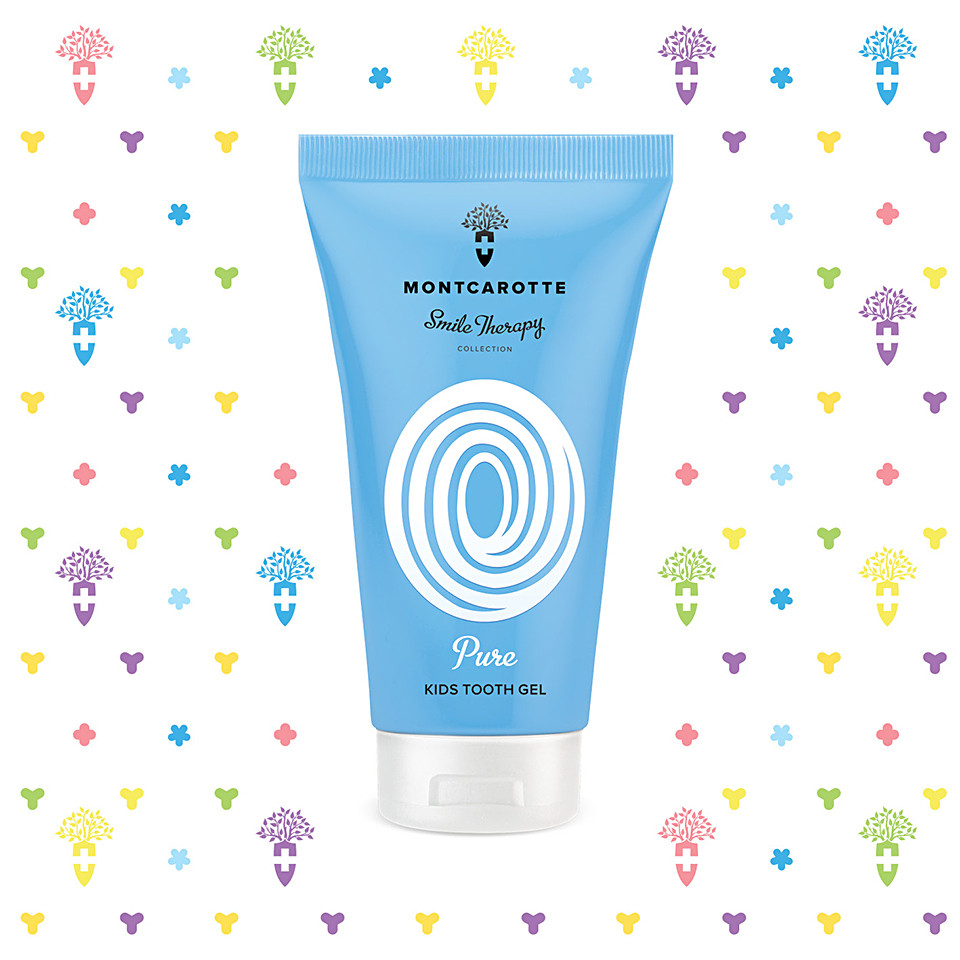 MONTCAROTTE
Smile Therapy
COLLECTION
Pure
KIDS TOOTH GEL